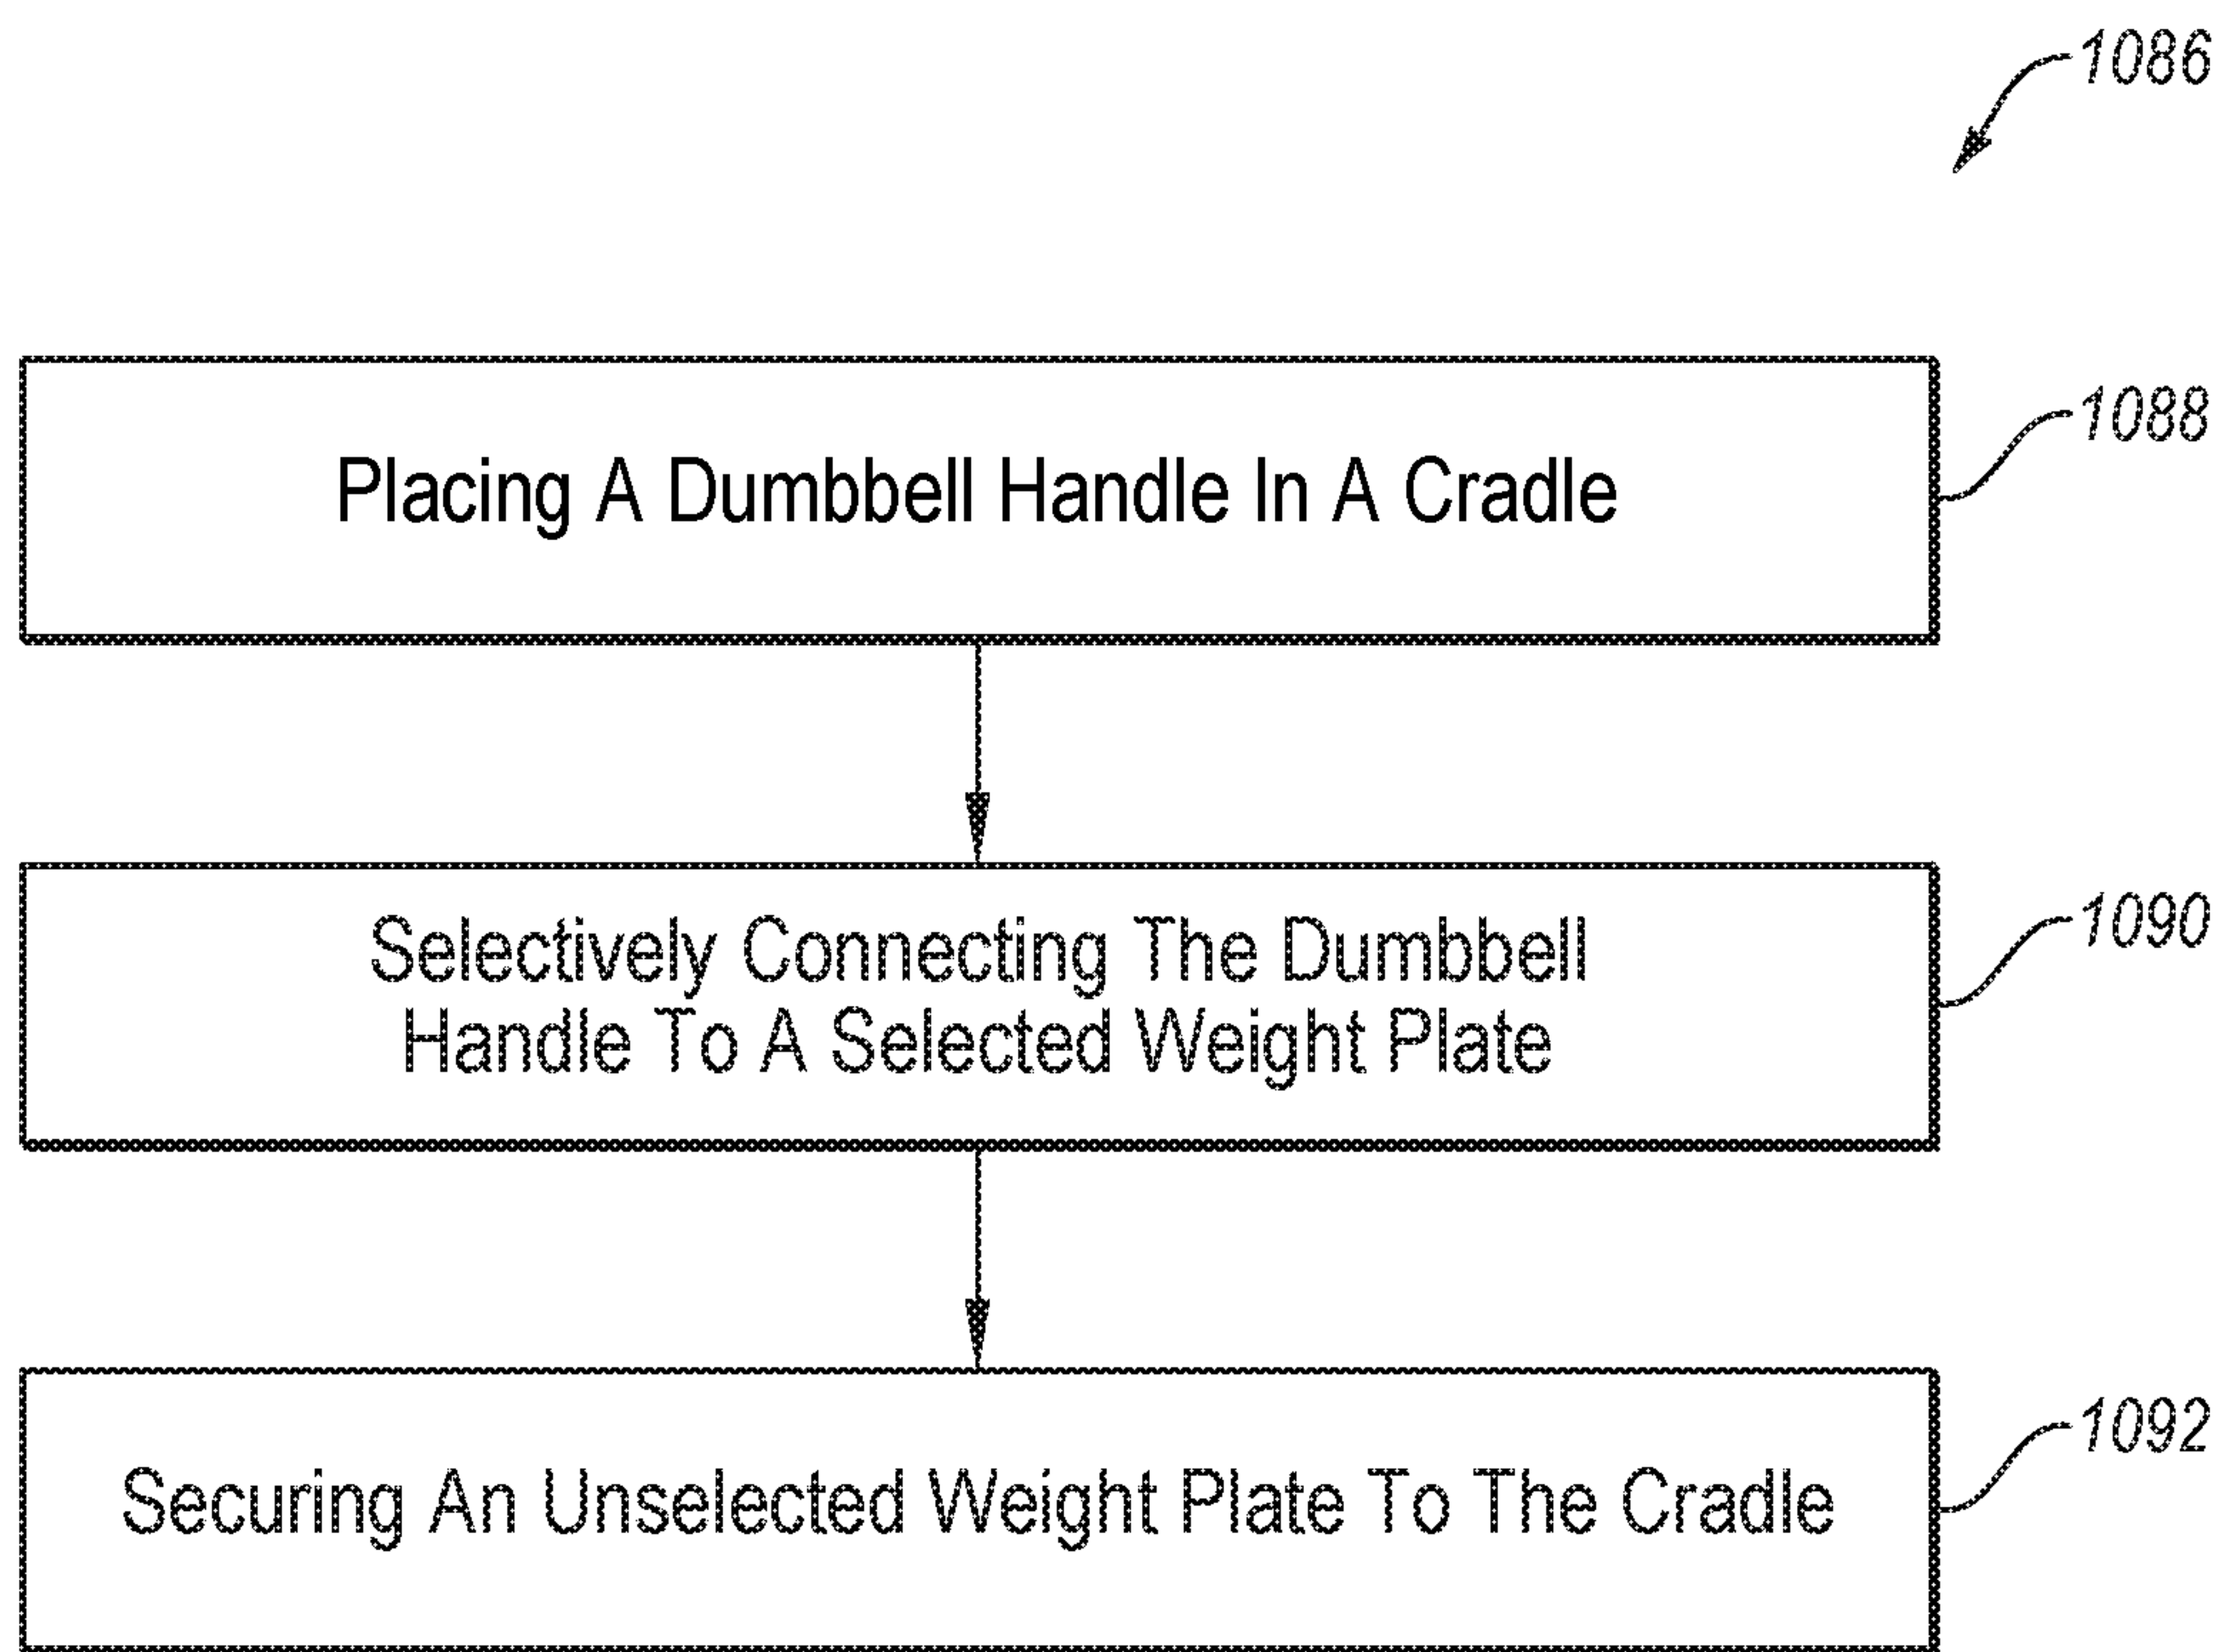 1086
Placing A Dumbbell Handle In A Cradle
1088
Selectively Connecting The Dumbbell
Handle To A Selected Weight Plate
1090
Securing An Unselected Weight Plate To The Cradle
1092